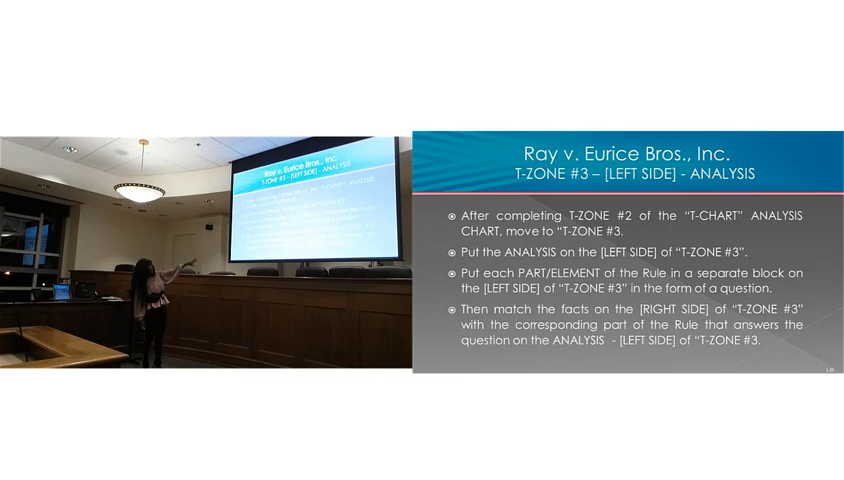 Ray v. Eurice Bros., Inc.
T-ZONE #3 - [LEFT SIDE] - ANALYSIS
Ray v. Eurice Bros., Inc.
T-ZONE #3 – [LEFT SIDE] - ANALYSIS
After completing T-ZONE #2 of the “T-CHART” ANALYSIS
CHART, move to “T-ZONE #3.
Put the ANALYSIS on the [LEFT SIDE] of “T-ZONE #3”.
Put each PART/ELEMENT of the Rule in a separate block on
the [LEFT SIDE] of “T-ZONE #3” in the form of a question.
Then match the facts on the [RIGHT SIDE] of “T-ZONE #3”
with the corresponding part of the Rule that answers the
question on the ANALYSIS - [LEFT SIDE] of “T-ZONE #3.